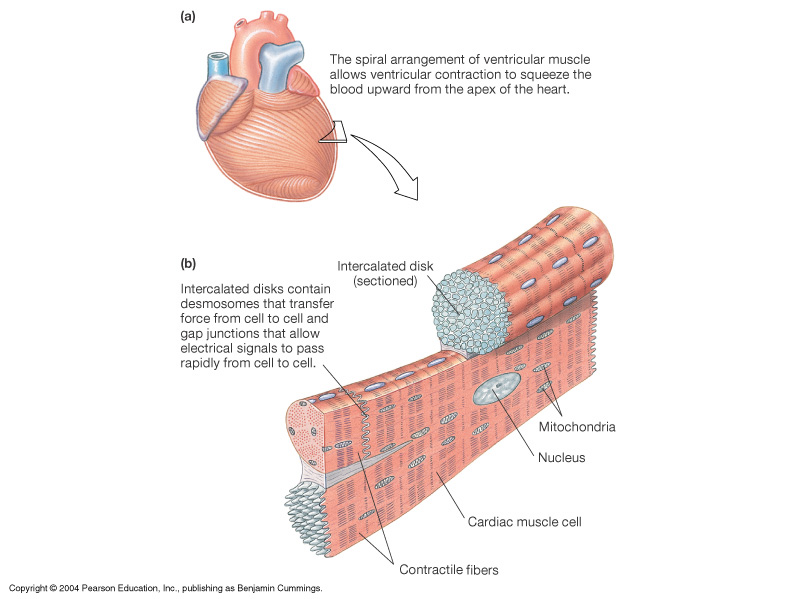 (a)
The spiral arrangement of ventricular muscle
allows ventricular contraction to squeeze the
blood upward from the apex of the heart.
(b)
Intercalated disks contain
desmosomes that transfer
force from cell to cell and
gap junctions that allow
electrical signals to pass
rapidly from cell to cell.
Intercalated disk
(sectioned)
Mitochondria
Nucleus
Cardiac muscle cell
Contractile fibers
Copyright © 2004 Pearson Education, Inc., publishing as Benjamin Cummings.